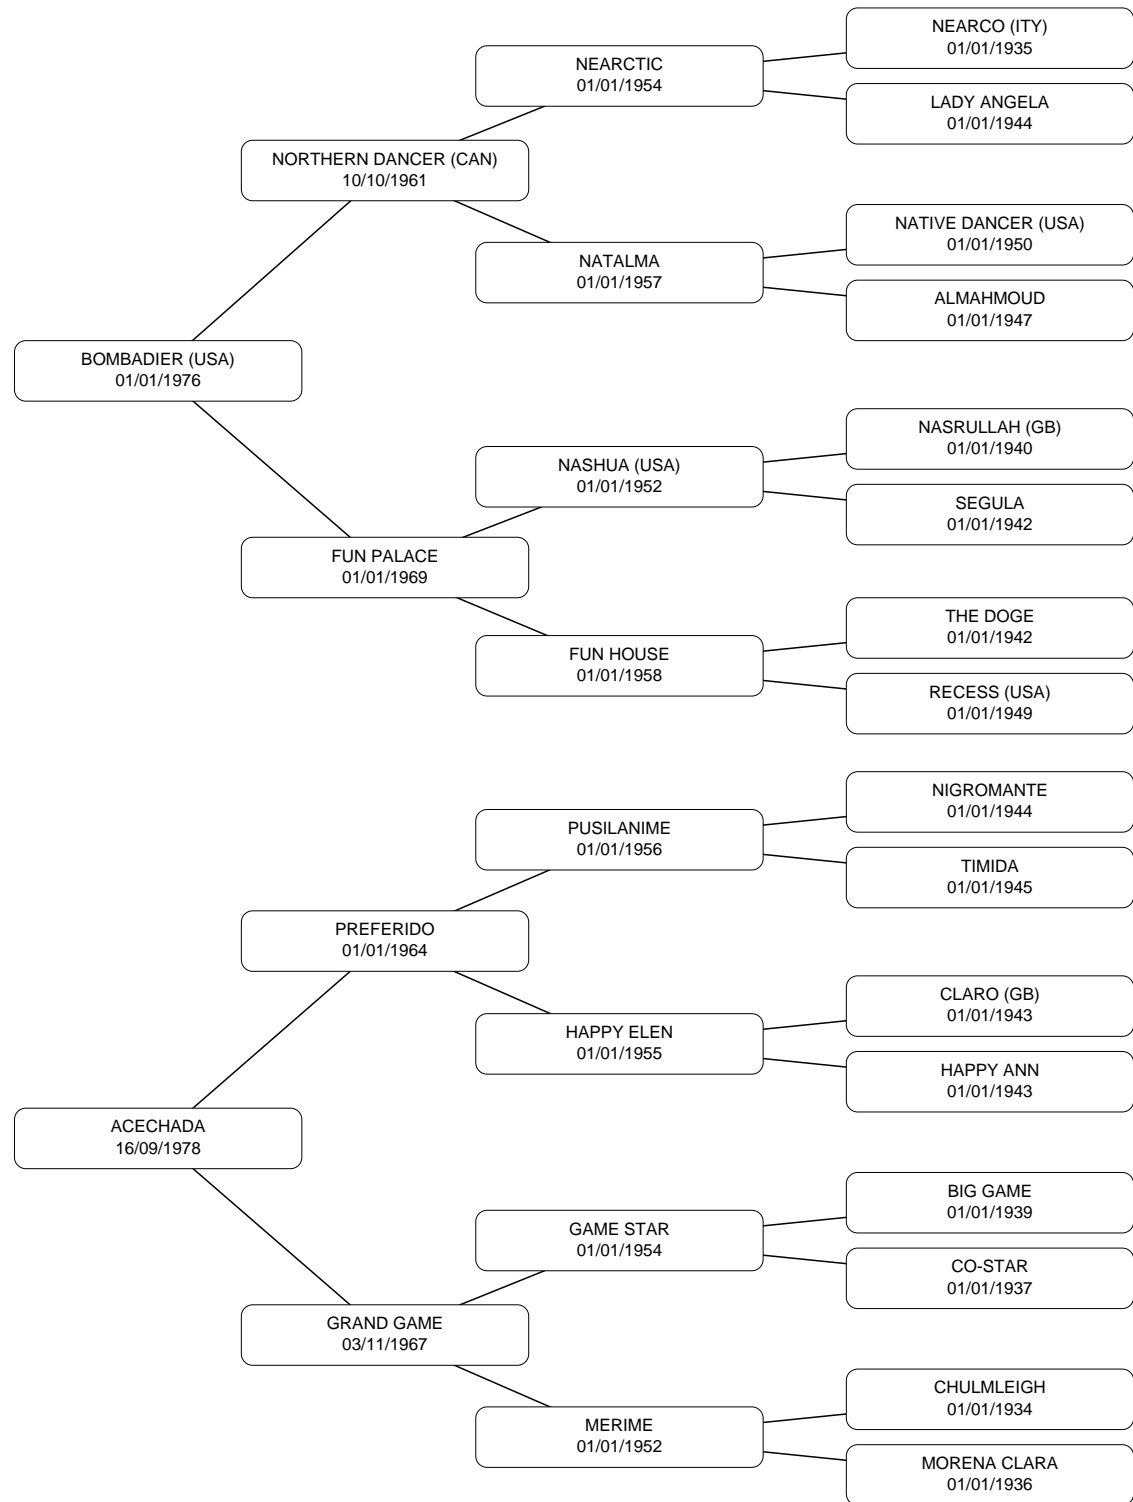 NEARCO (ITY)
01/01/1935
NEARCTIC
01/01/1954
LADY ANGELA
01/01/1944
NORTHERN DANCER (CAN)
10/10/1961
NATIVE DANCER (USA)
01/01/1950
NATALMA
01/01/1957
ALMAHMOUD
01/01/1947
BOMBADIER (USA)
01/01/1976
NASRULLAH (GB)
01/01/1940
NASHUA (USA)
01/01/1952
SEGULA
01/01/1942
FUN PALACE
01/01/1969
THE DOGE
01/01/1942
FUN HOUSE
01/01/1958
RECESS (USA)
01/01/1949
NIGROMANTE
01/01/1944
PUSILANIME
01/01/1956
TIMIDA
01/01/1945
PREFERIDO
01/01/1964
CLARO (GB)
01/01/1943
HAPPY ELEN
01/01/1955
HAPPY ANN
01/01/1943
ACECHADA
16/09/1978
BIG GAME
01/01/1939
GAME STAR
01/01/1954
CO-STAR
01/01/1937
GRAND GAME
03/11/1967
CHULMLEIGH
01/01/1934
MERIME
01/01/1952
MORENA CLARA
01/01/1936